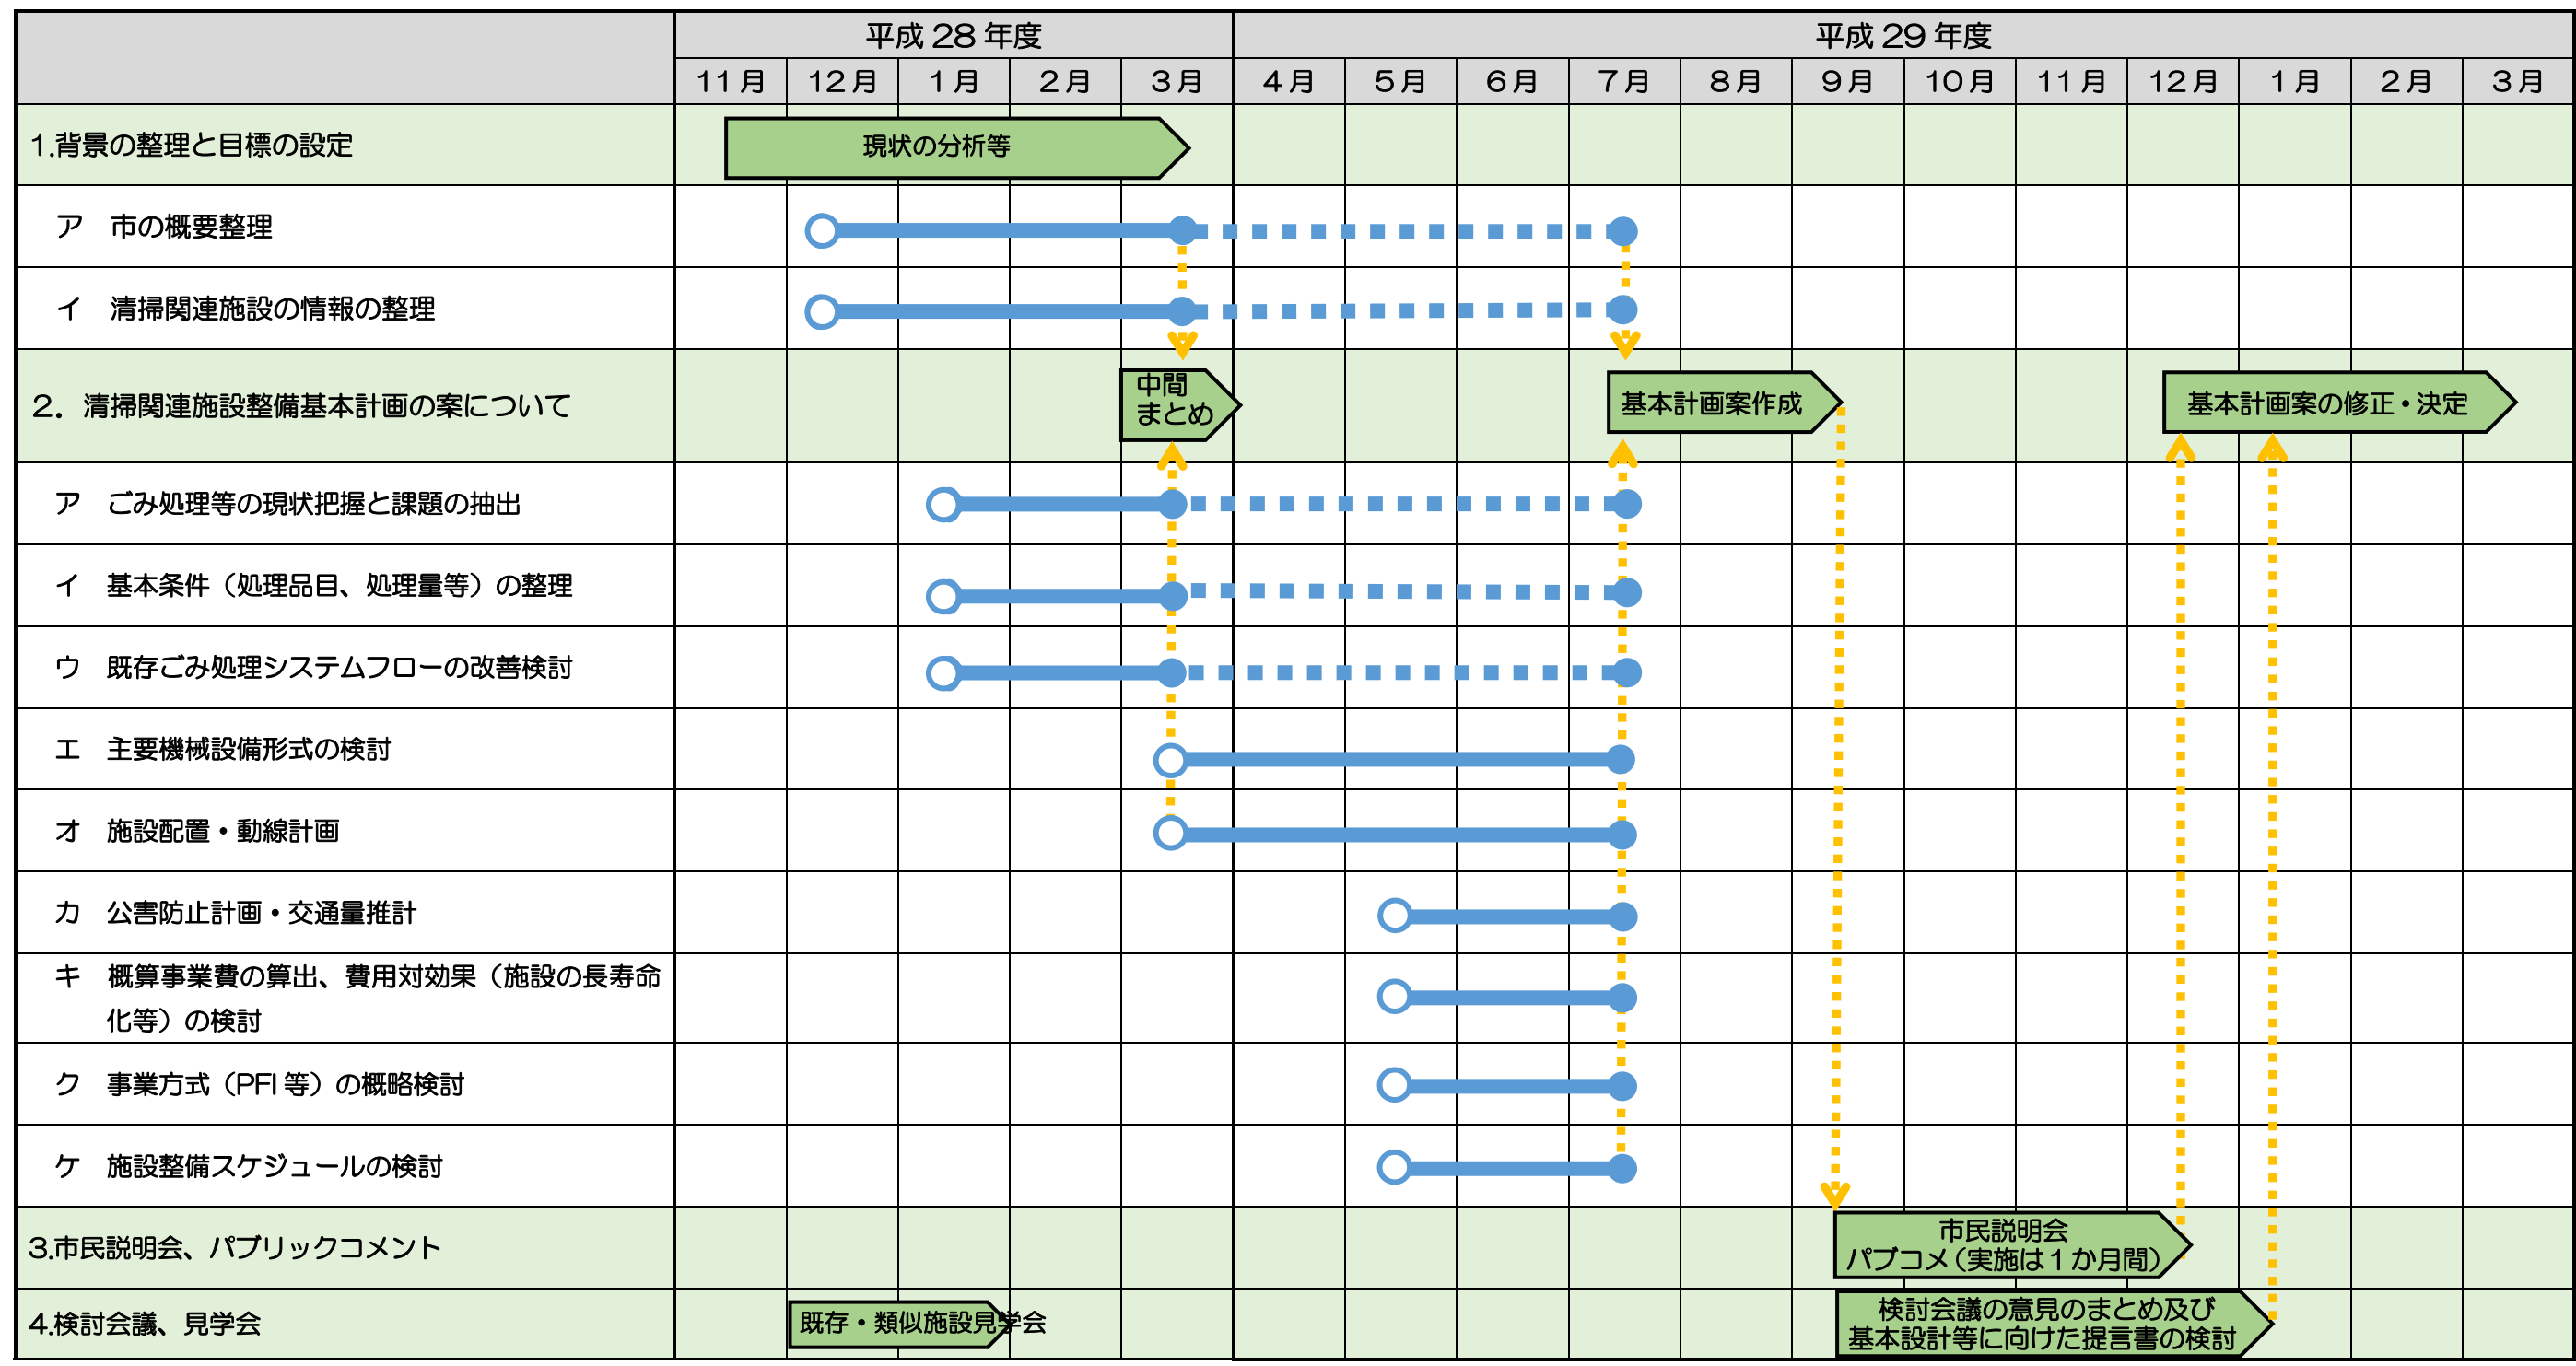 平成 28 年度 平成 29 年度
11月 12月 1月 2月 3月 4月 5月 6月 7月 8月 9月 10月 11月 12月 1月 2月 3月
1.背景の整理と目標の設定 現状の分析等
ア 市の概要整理
イ 清掃関連施設の情報の整理
2. 清掃関連施設整備基本計画の案について
中間
まとめ
基本計画案作成
基本計画案の修正・決定
ア ごみ処理等の現状把握と課題の抽出
イ 基本条件（処理品目、処理量等）の整理
ウ 既存ごみ処理システムフローの改善検討
エ 主要機械設備形式の検討
オ 施設配置・動線計画
カ 公害防止計画・交通量推計
キ 概算事業費の算出、費用対効果（施設の長寿命
化等）の検討
ク 事業方式（PFI 等）の概略検討
ケ 施設整備スケジュールの検討
3.市民説明会、パブリックコメント
市民説明会
パブコメ（実施は１か月間）
4.検討会議、見学会
既存・類似施設見学会
検討会議の意見のまとめ及び
基本設計等に向けた提言書の検討